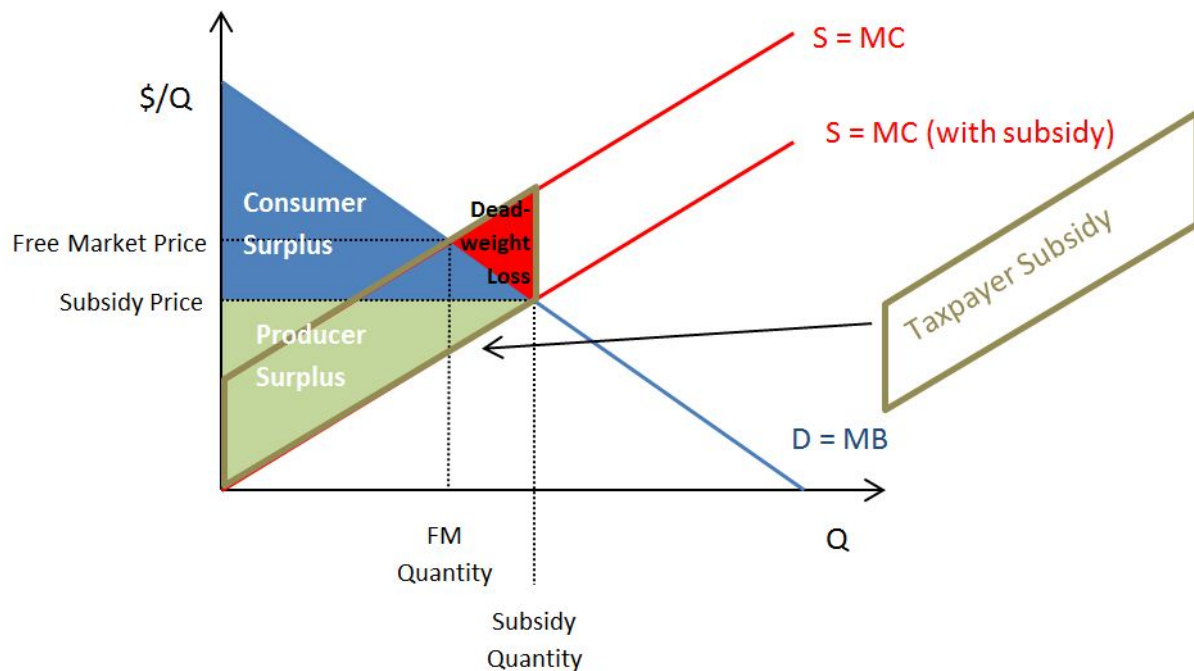 S = MC
$/Q
S = MC (with subsidy)
Consumer
Surplus
Dead-
weight
Loss
Free Market Price
Subsidy Price
Taxpayer Subsidy
Producer
Surplus
D = MB
Q
FM
Quantity
Subsidy
Quantity